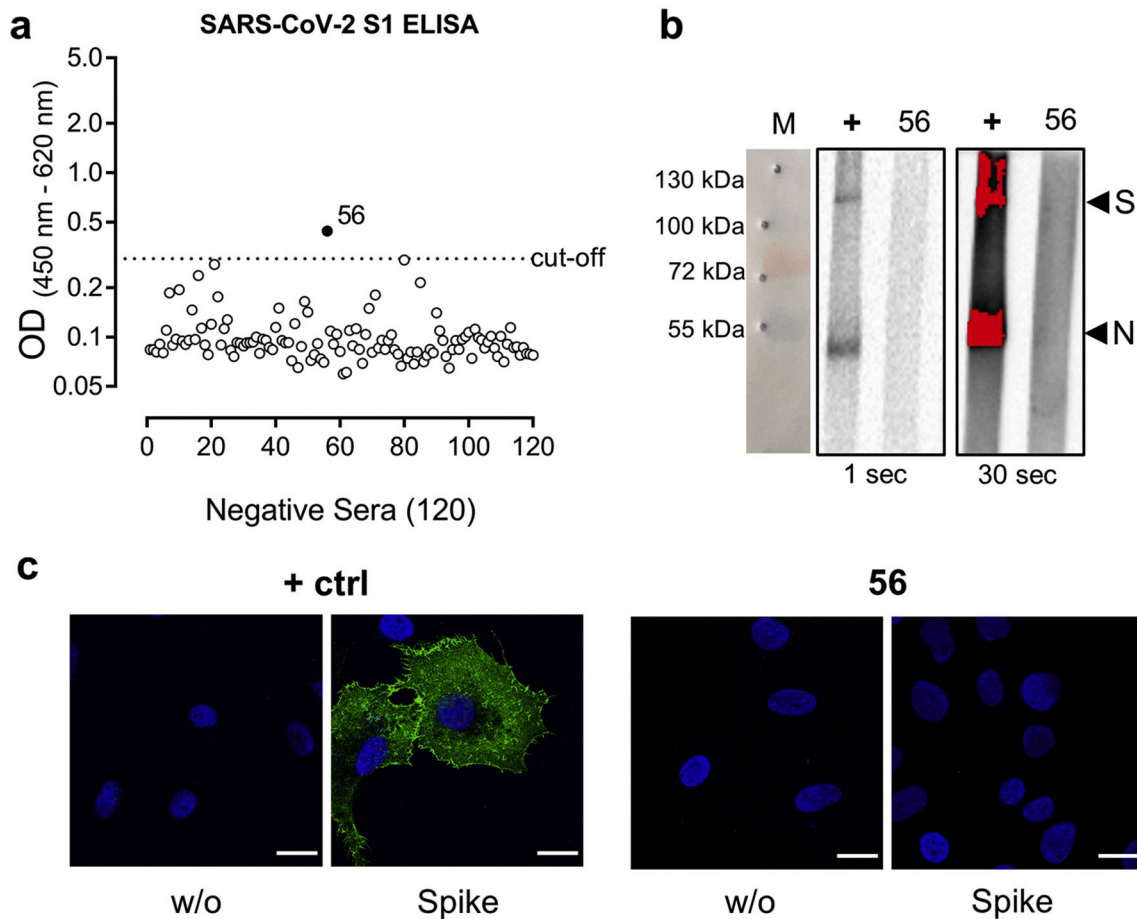 a
SARS-CoV-2 S1 ELISA
OD (450 nm - 620 nm)
5.0
2.0
1.0
0.5
0.2
0.1
0.05
56
cut-off
0 20 40 60 80 100 120
Negative Sera (120)
b
M + 56 + 56
130 kDa
100 kDa
72 kDa
55 kDa
S
N
1 sec 30 sec
c
+ ctrl 56
w/o Spike w/o Spike